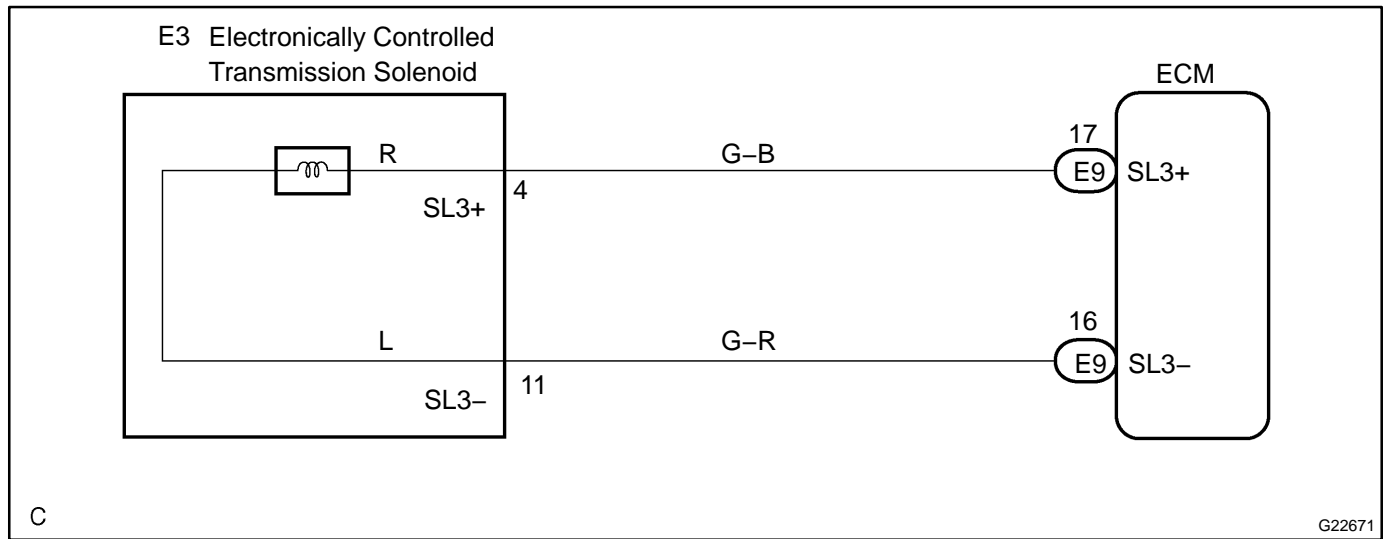 E3 Electronically Controlled
Transmission Solenoid
ECM
R
G−B
17
E9
SL3+
4
SL3+
L
G−R
16
E9
SL3−
11
SL3−
C
G22671